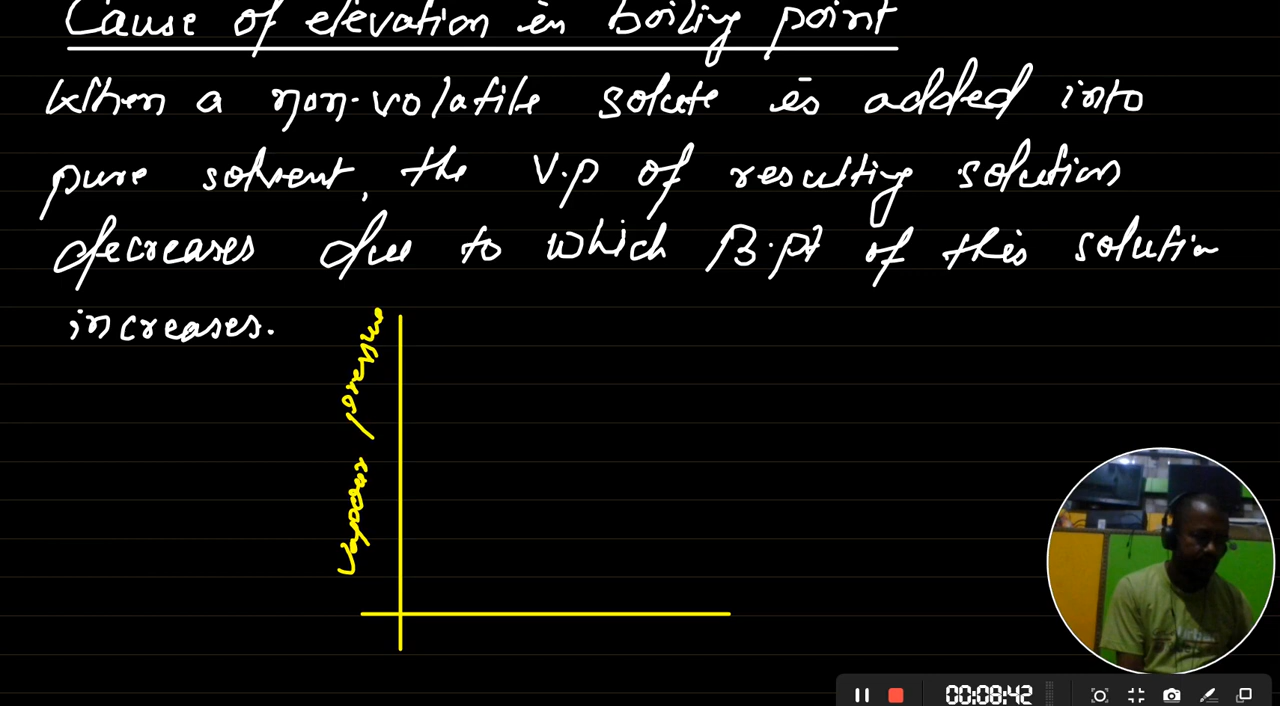 Cause of elevation in boiling point
When a non-volatile solute is added into
pure solvent, the V.p of resulting solution
decreases due to which B.pt of this solution
increases.
Vapour pressure
00:08:42